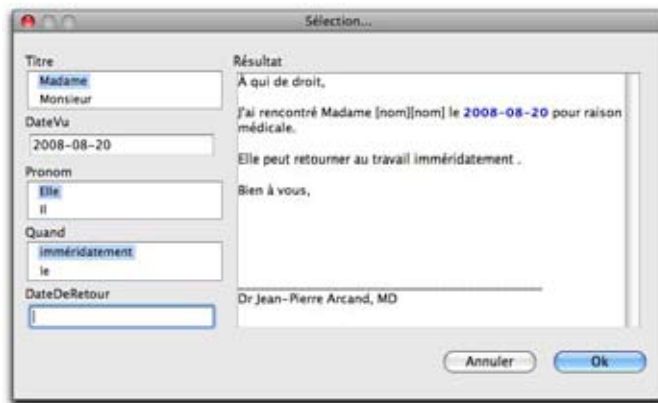 Sélection...
Titre
Madame
Monsieur
DateVu
2008-08-20
Pronom
Elle
Il
Quand
imméridatement
le
DateDeRetour
Résultat
À qui de droit,
J'ai rencontré Madame [nom][nom] le 2008-08-20 pour raison
médicale.
Elle peut retourner au travail imméridatement .
Bien à vous,
Dr Jean-Pierre Arcand, MD
Annuler
Ok